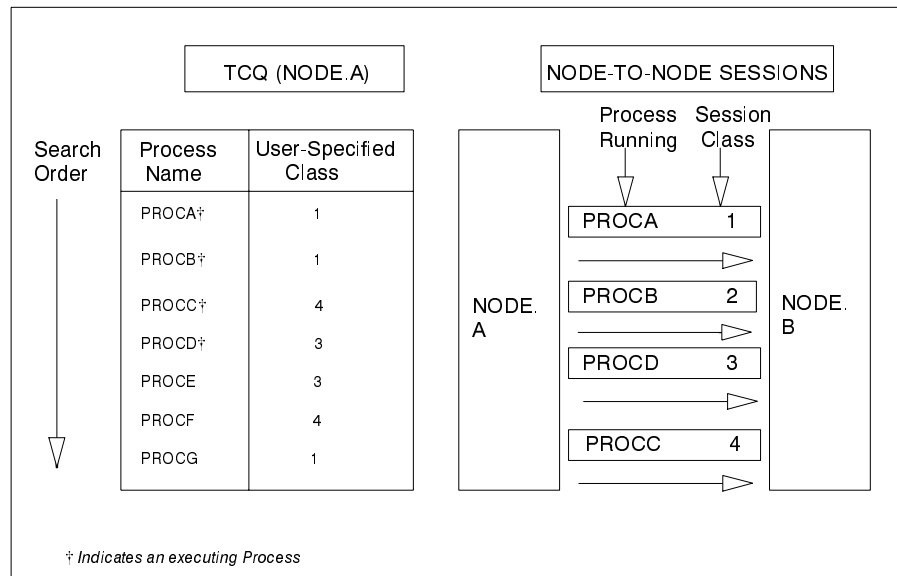 TCQ (NODE.A)
NODE-TO-NODE SESSIONS
Search
Order
Process
Name
User-Specified
Class
PROCA† 1
PROCB† 1
PROCC† 4
PROCD† 3
PROCE 3
PROCF 4
PROCG 1
Process
Running
Session
Class
NODE.
A
PROCA 1
PROCB 2
PROCD 3
PROCC 4
NODE.
B
† Indicates an executing Process